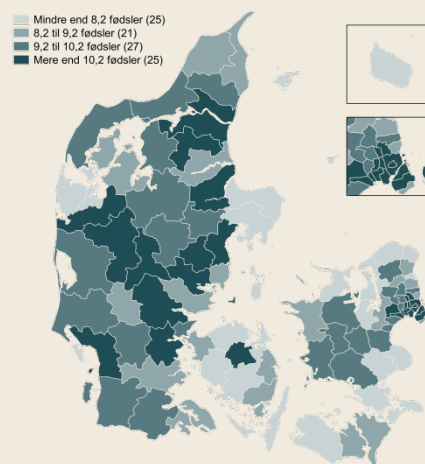 Mindre end 8,2 fødsler (25)
8,2 til 9,2 fødsler (21)
9,2 til 10,2 fødsler (27)
Mere end 10,2 fødsler (25)